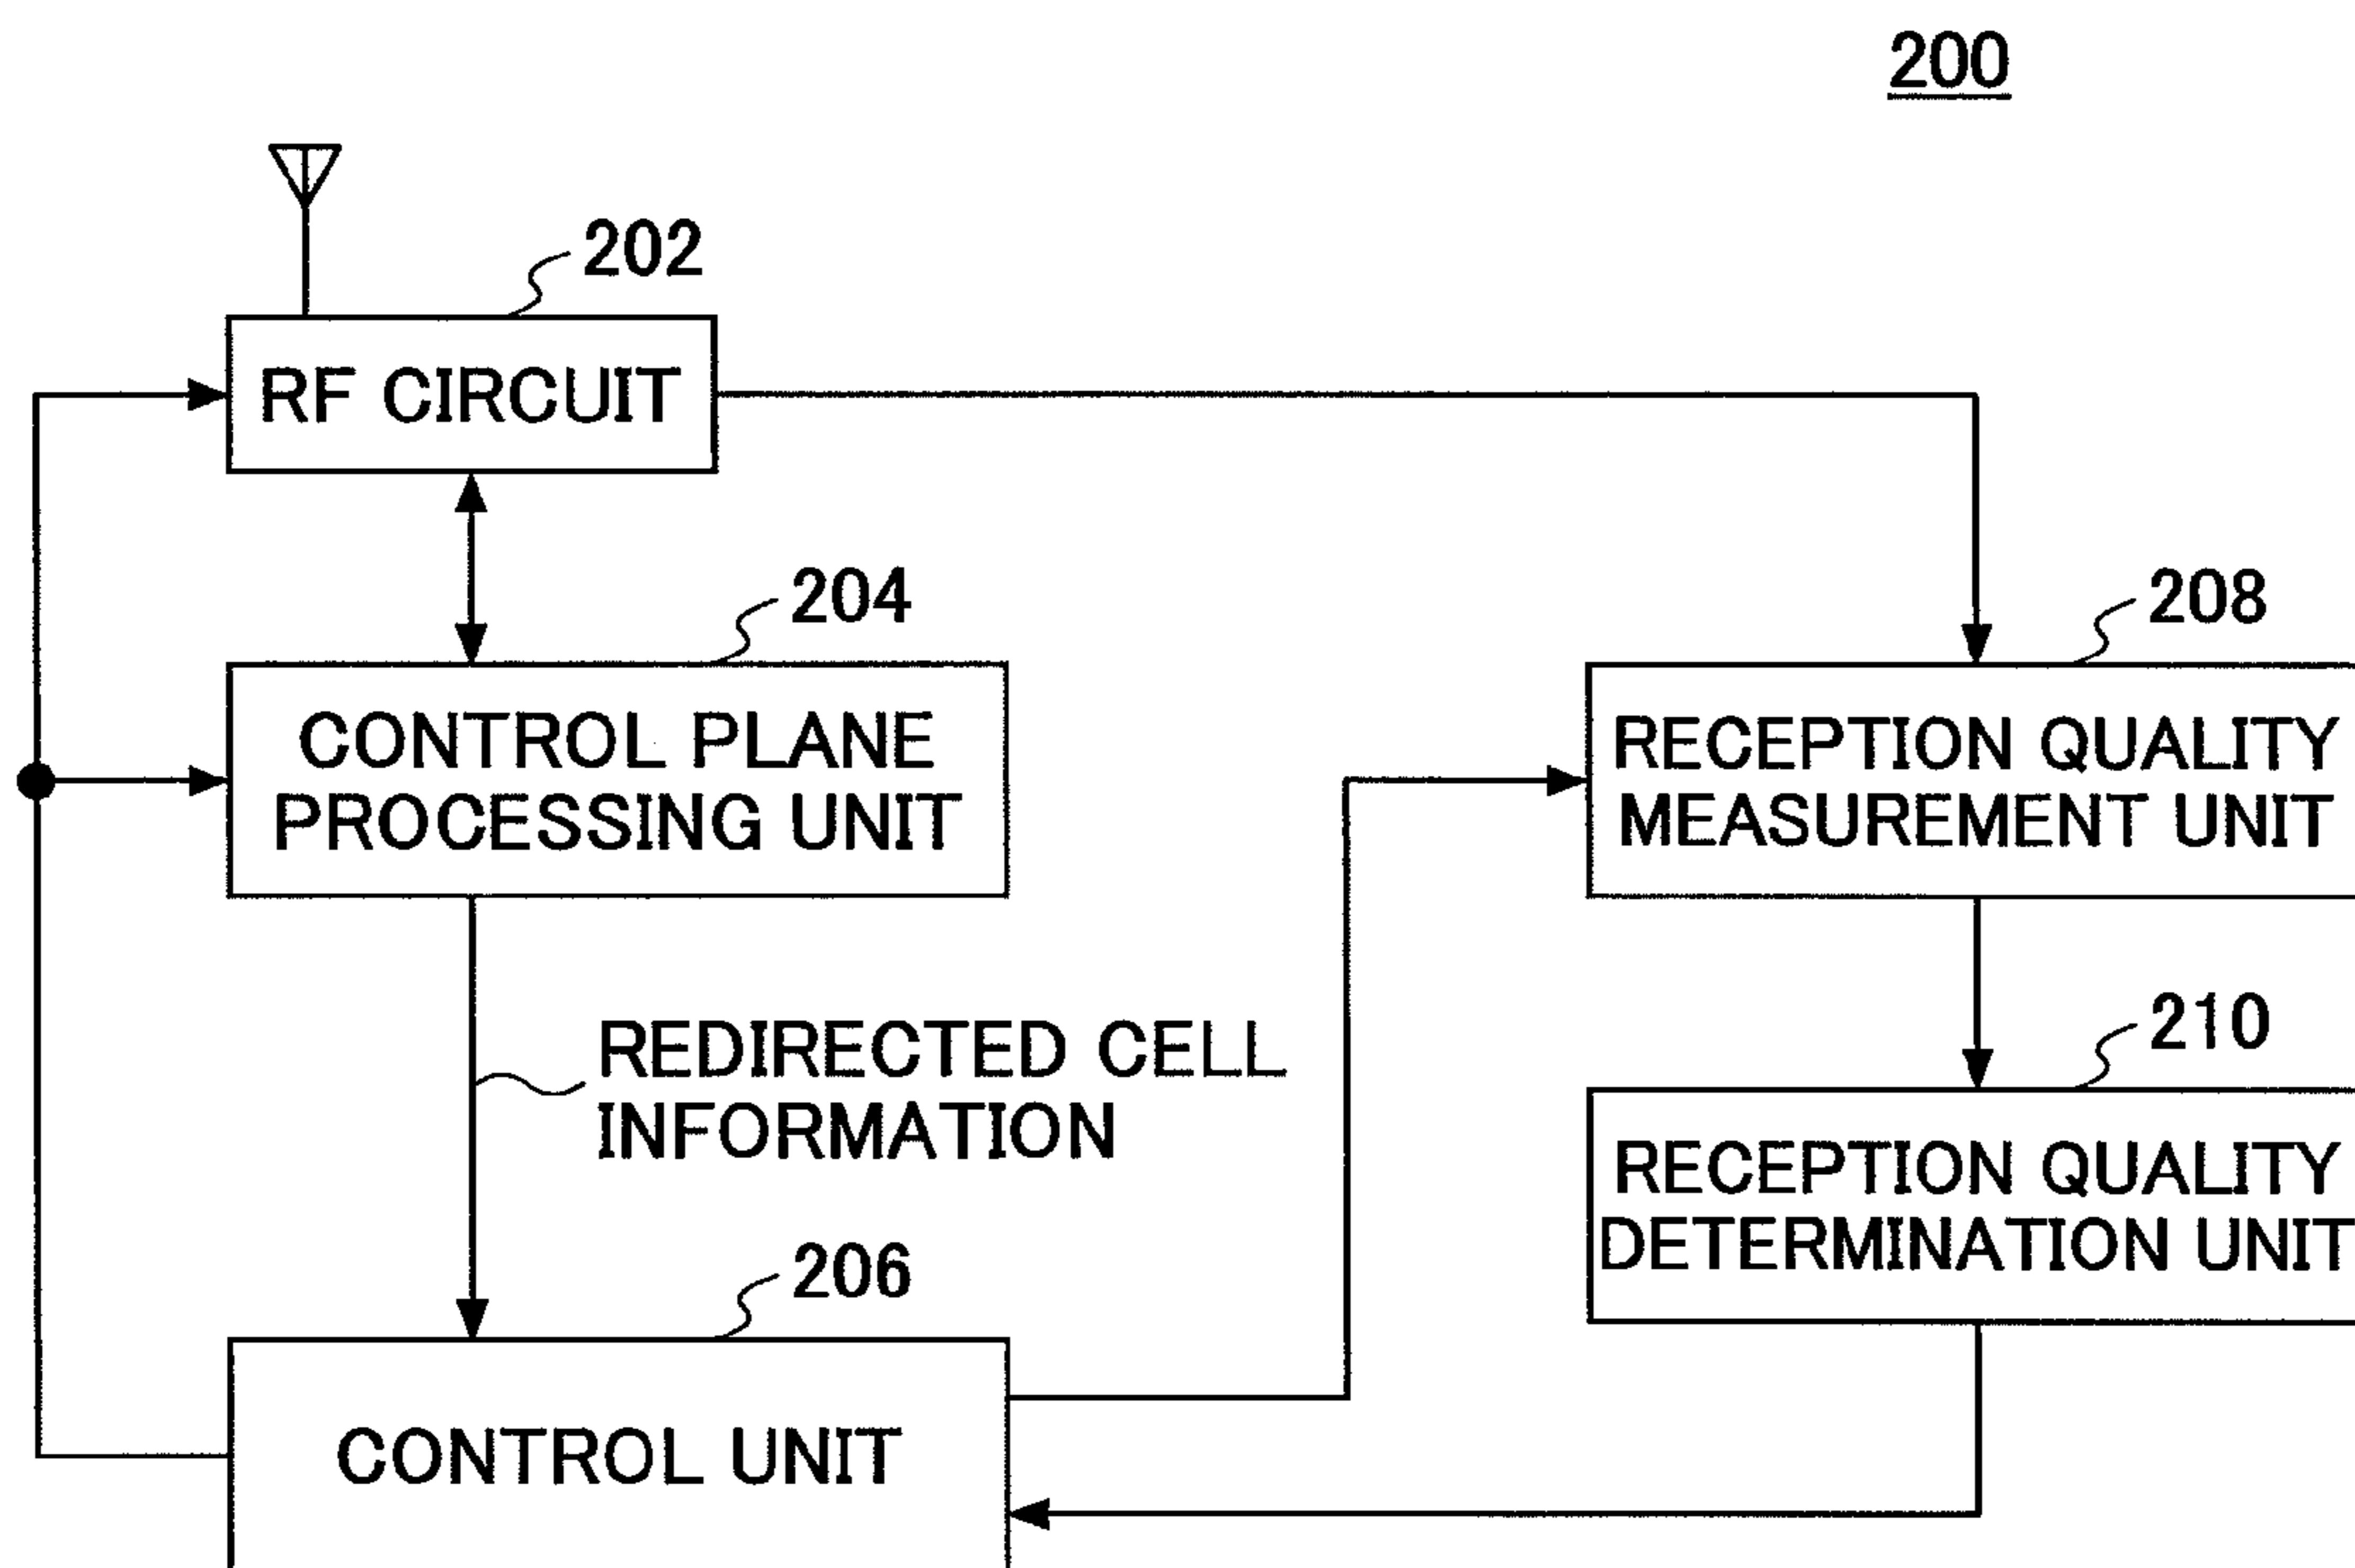 200
202
RF CIRCUIT
204
CONTROL PLANE
PROCESSING UNIT
208
RECEPTION QUALITY
MEASUREMENT UNIT
REDIRECTED CELL
INFORMATION
210
RECEPTION QUALITY
DETERMINATION UNIT
206
CONTROL UNIT